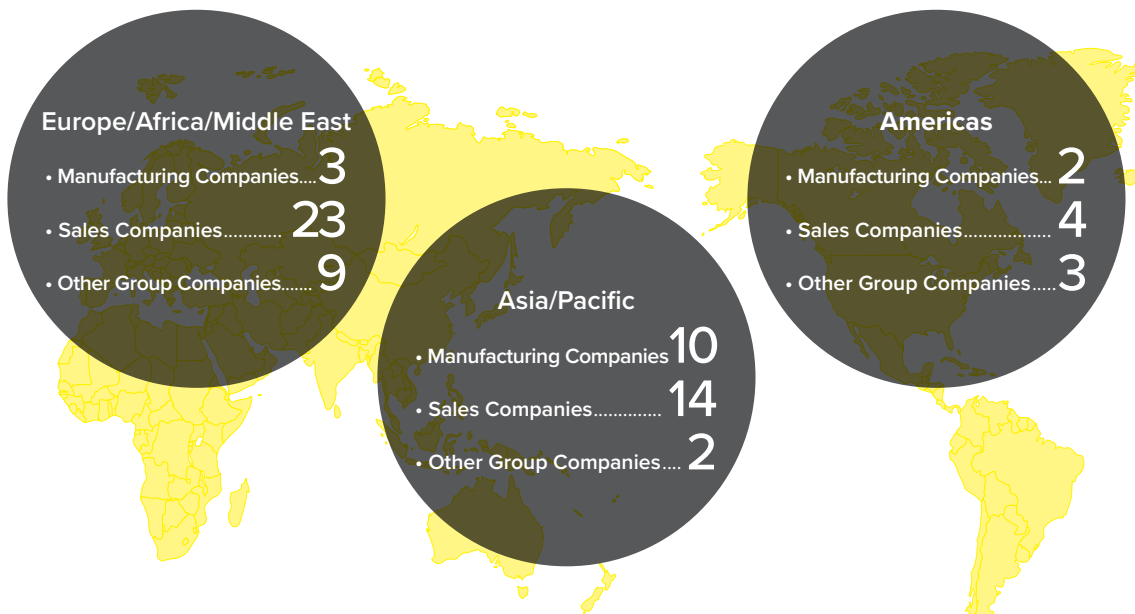 Europe/Africa/Middle East
• Manufacturing Companies.... 3
• Sales Companies............ 23
• Other Group Companies....... 9
Asia/Pacific
• Manufacturing Companies 10
• Sales Companies.............. 14
• Other Group Companies.... 2
Americas
• Manufacturing Companies... 2
• Sales Companies.................. 4
• Other Group Companies..... 3